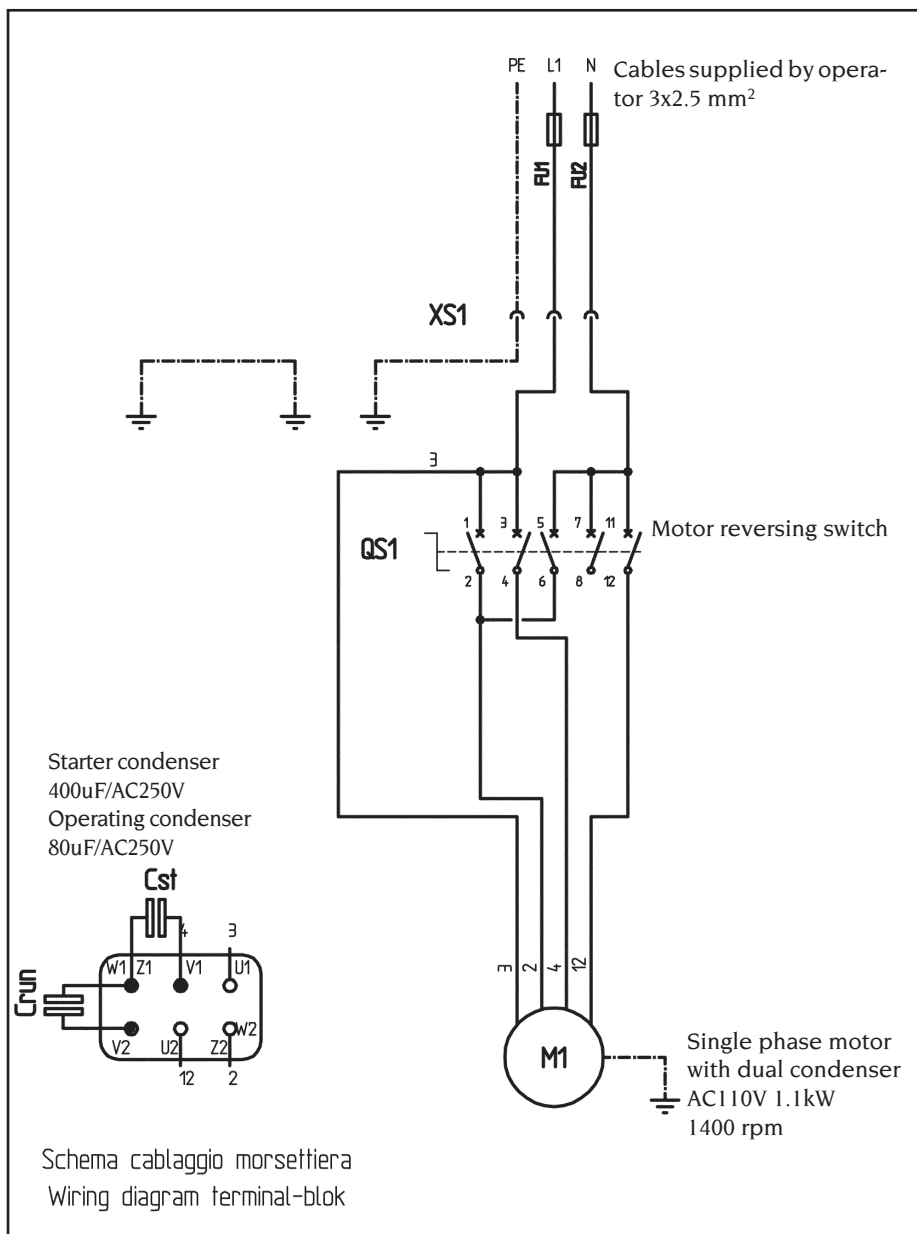 PE L1 N
Cables supplied by opera-
tor 3x2.5 mm²
FU1
FU2
XS1
3
1 3 5 7 11
Motor reversing switch
QS1
2 4 6 8 12
Starter condenser
400uF/AC250V
Operating condenser
80uF/AC250V
Cst
4 3
W1 Z1 V1 U1
Crun
V2 U2 Z2 W2
12 2
3 2 4 12
M1
Single phase motor
with dual condenser
AC110V 1.1kW
1400 rpm
Schema cablaggio morsettiera
Wiring diagram terminal-blok